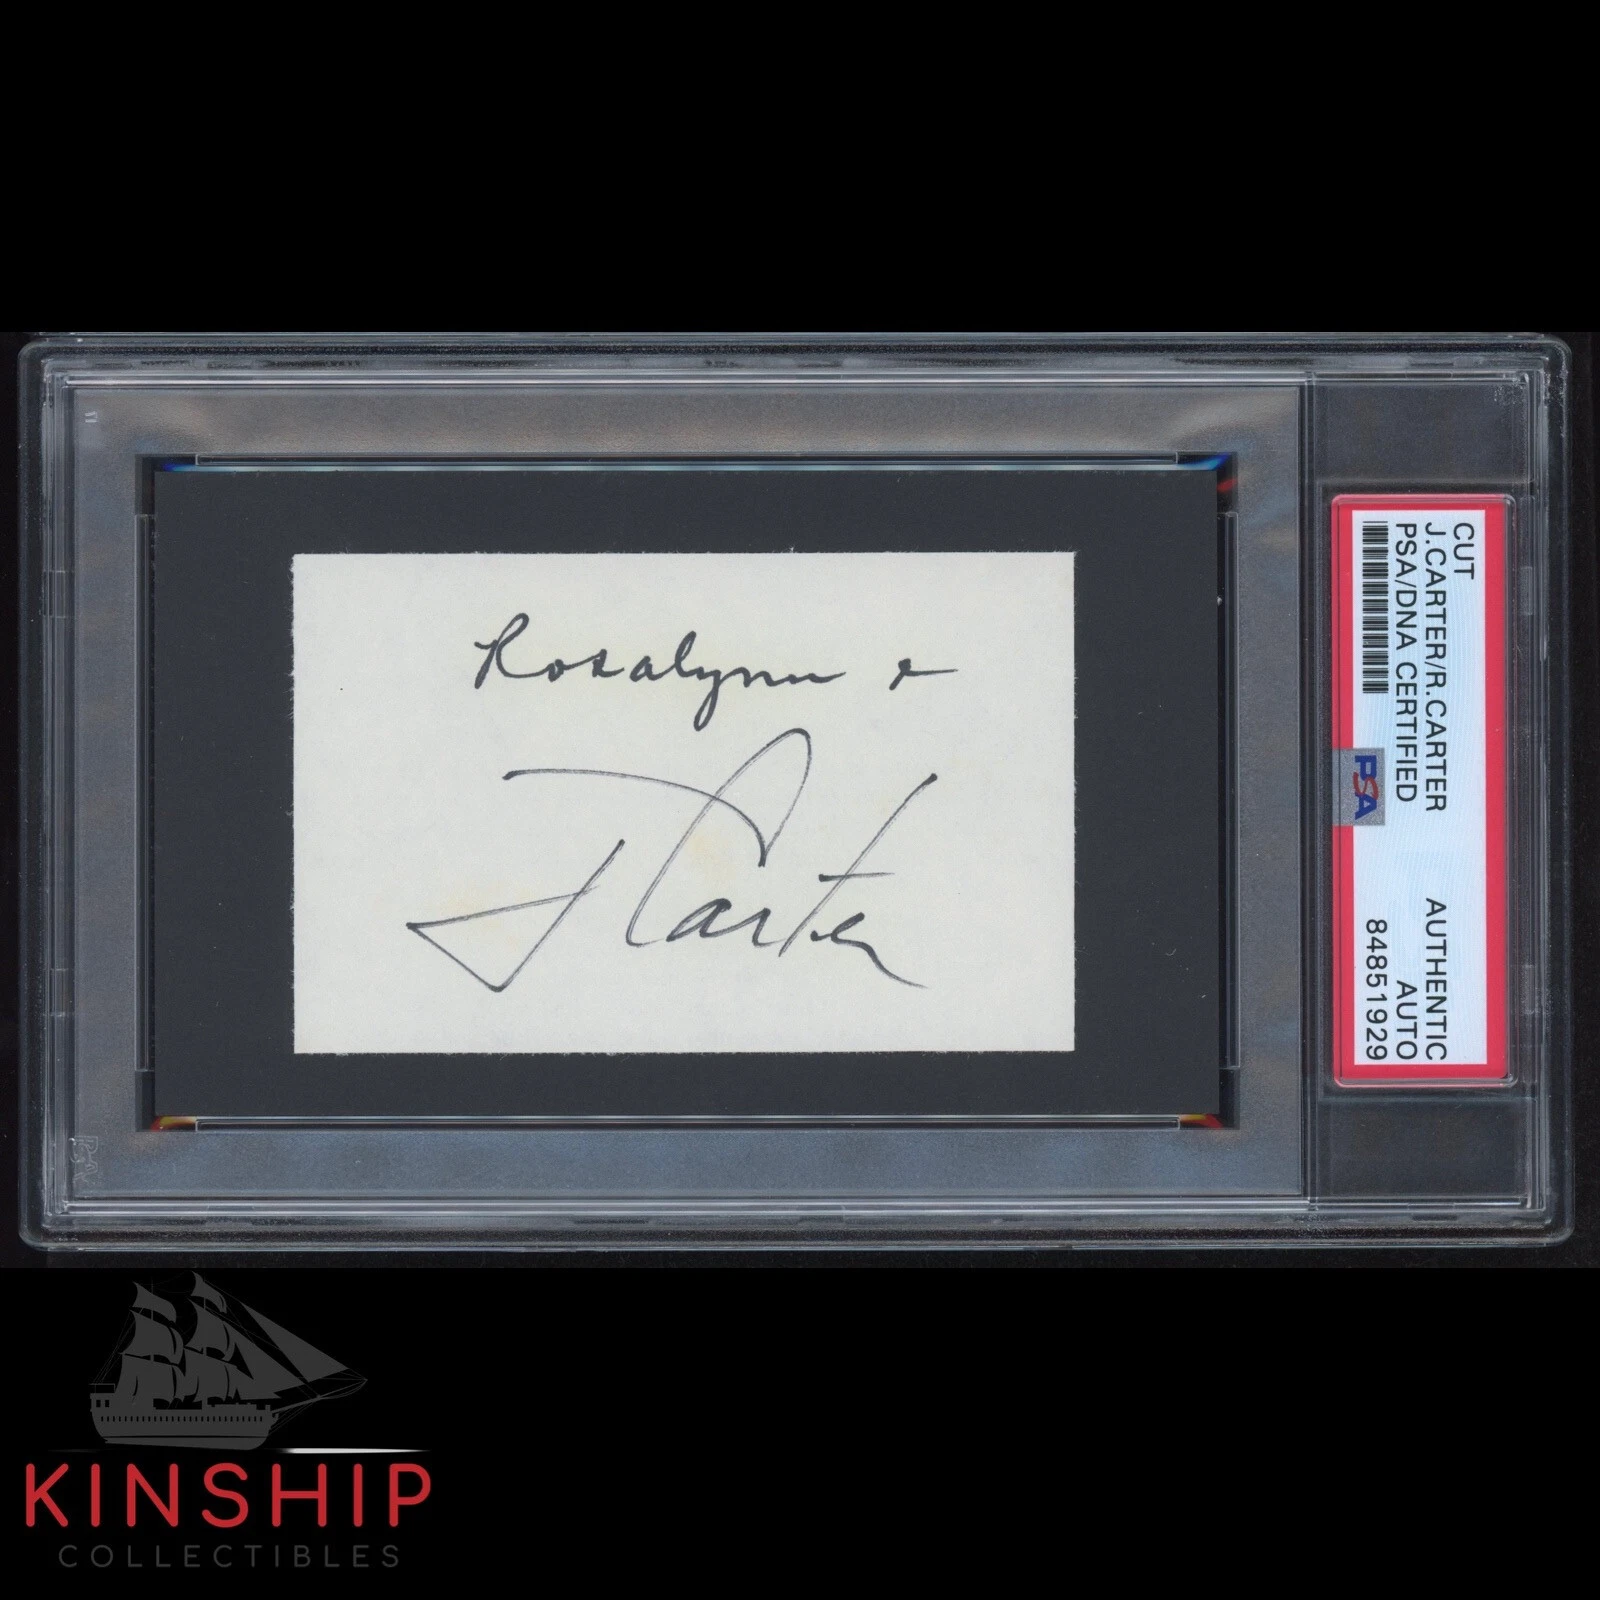 Rosalynn &
J Carter
CUT
J.CARTER/R.CARTER
PSA/DNA CERTIFIED
AUTHENTIC
AUTO
84851929
PSA
KINSHIP
COLLECTIBLES